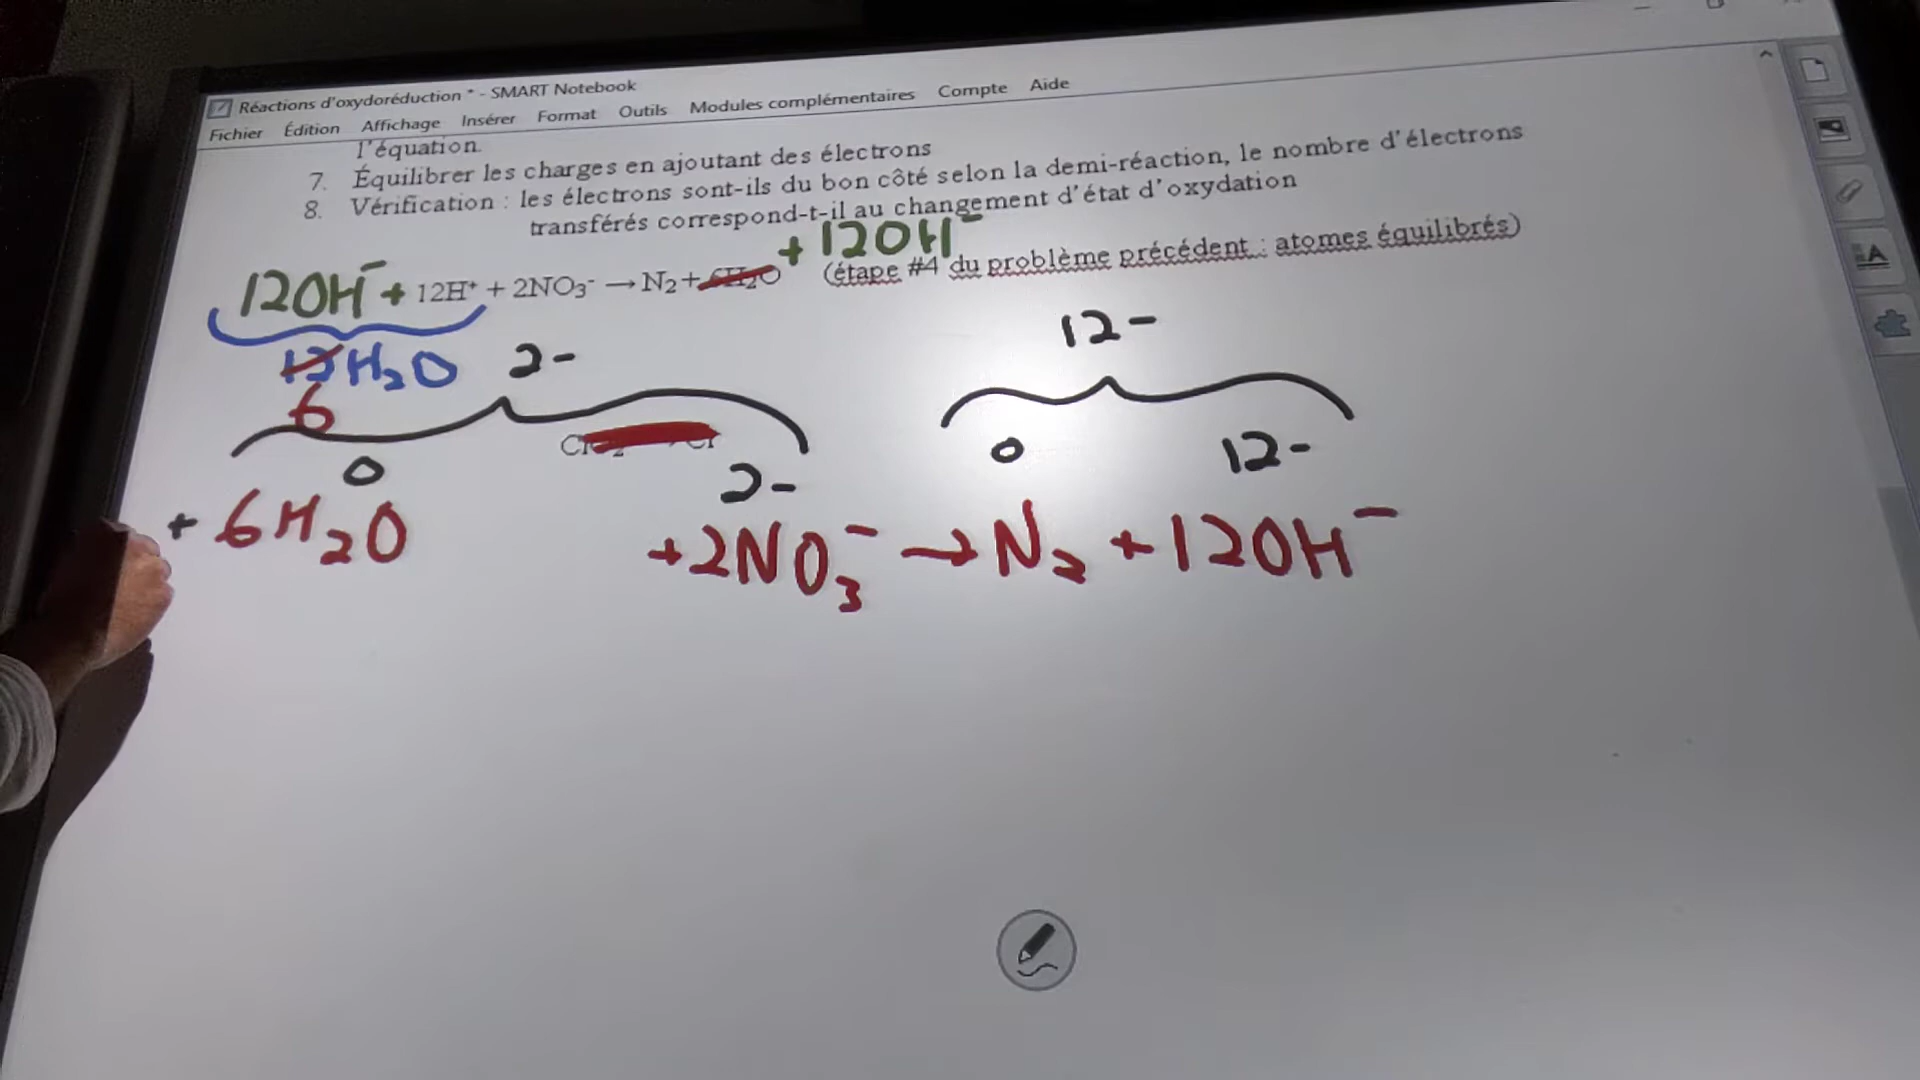 Réactions d'oxydoréduction * - SMART Notebook
Fichier Édition Affichage Insérer Format Outils Modules complémentaires Compte Aide
l'équation.
7. Équilibrer les charges en ajoutant des électrons
8. Vérification : les électrons sont-ils du bon côté selon la demi-réaction, le nombre d'électrons
transférés correspond-t-il au changement d'état d'oxydation
+ 12OH⁻
12OH⁻ + 12H⁺ + 2NO₃⁻ → N₂ + 6H₂O (étape #4 du problème précédent : atomes équilibrés)
12 H₂O 2- 12-
6
0 2- 0 12-
+ 6H₂O +2NO₃⁻ → N₂ + 12OH⁻